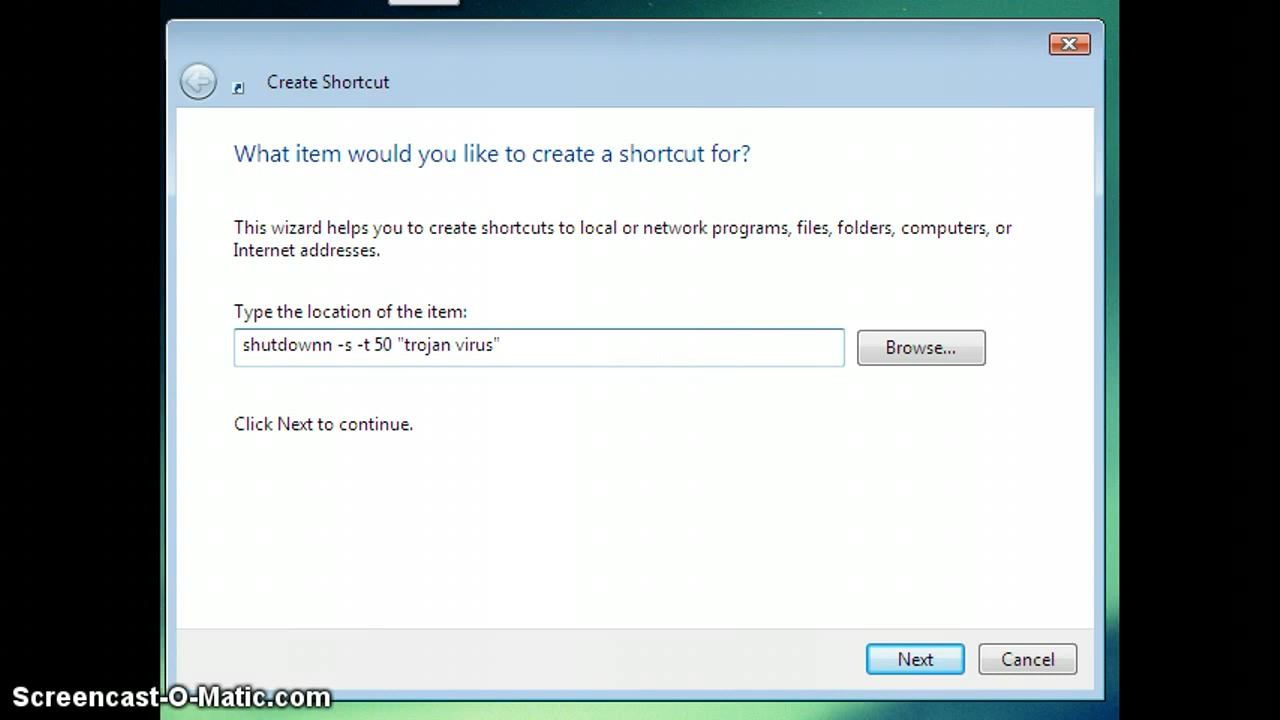 Create Shortcut
What item would you like to create a shortcut for?
This wizard helps you to create shortcuts to local or network programs, files, folders, computers, or
Internet addresses.
Type the location of the item:
shutdownn -s -t 50 "trojan virus"
Browse...
Click Next to continue.
Next
Cancel
Screencast-O-Matic.com